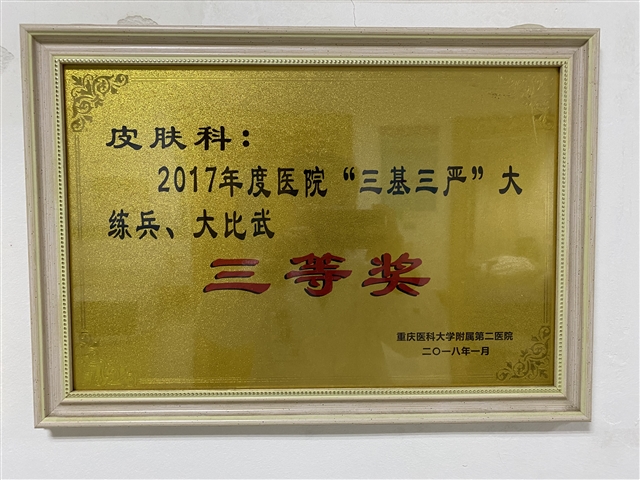 皮肤科：
2017年度医院“三基三严”大
练兵、大比武
三等奖
重庆医科大学附属第二医院
二〇一八年一月